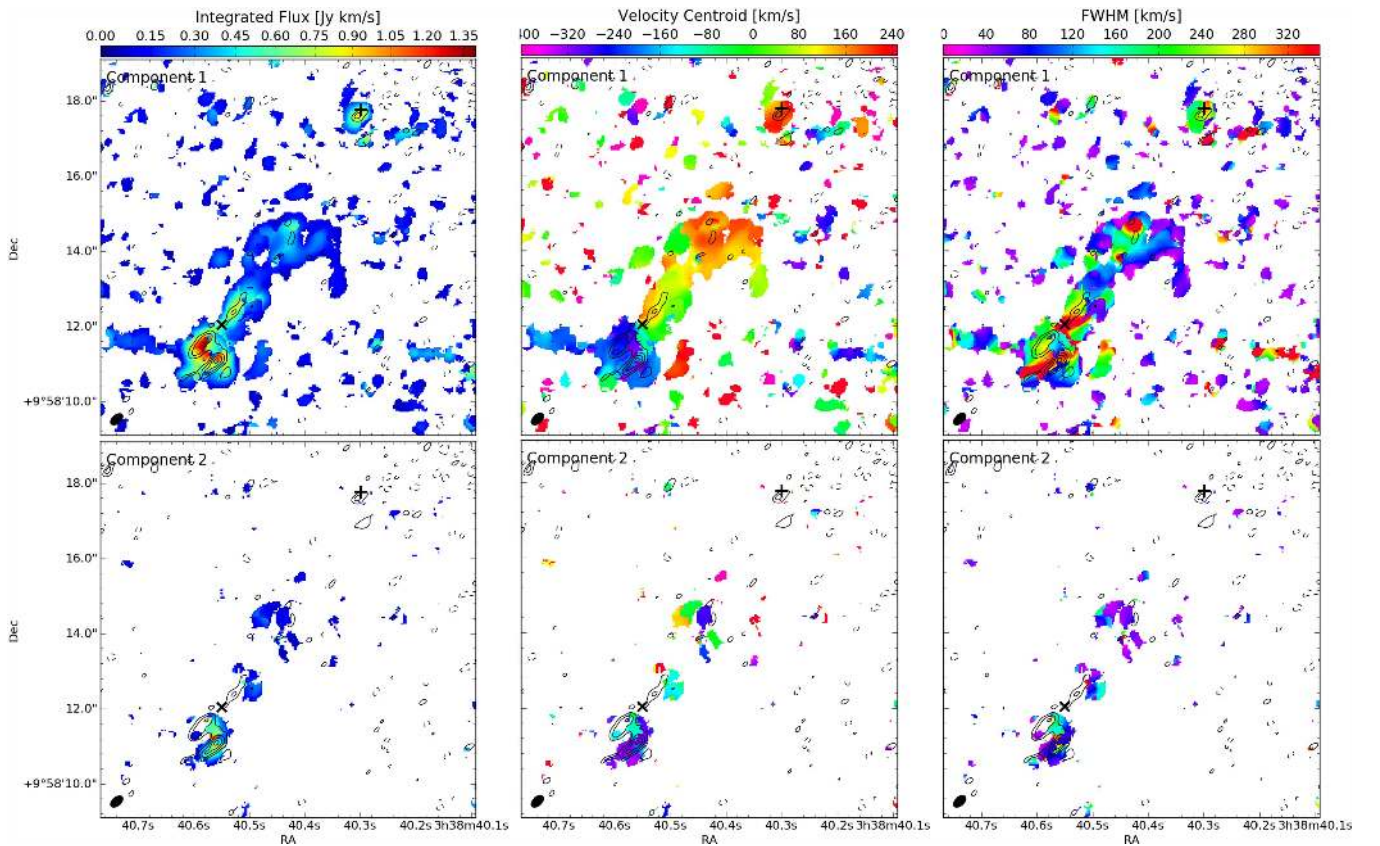 Integrated Flux [Jy km/s] Velocity Centroid [km/s] FWHM [km/s]
0.00 0.15 0.30 0.45 0.60 0.75 0.90 1.05 1.20 1.35 400 −320 −240 −160 −80 0 80 160 240 0 40 80 120 160 200 240 280 320
Component 1 Component 1 Component 1
18.0"
16.0"
Dec
14.0"
12.0"
+9°58'10.0"
Component 2 Component 2 Component 2
18.0"
16.0"
Dec
14.0"
12.0"
+9°58'10.0"
40.7s 40.6s 40.5s 40.4s 40.3s 40.2s 3h38m40.1s 40.7s 40.6s 40.5s 40.4s 40.3s 40.2s 3h38m40.1s 40.7s 40.6s 40.5s 40.4s 40.3s 40.2s 3h38m40.1s
RA RA RA